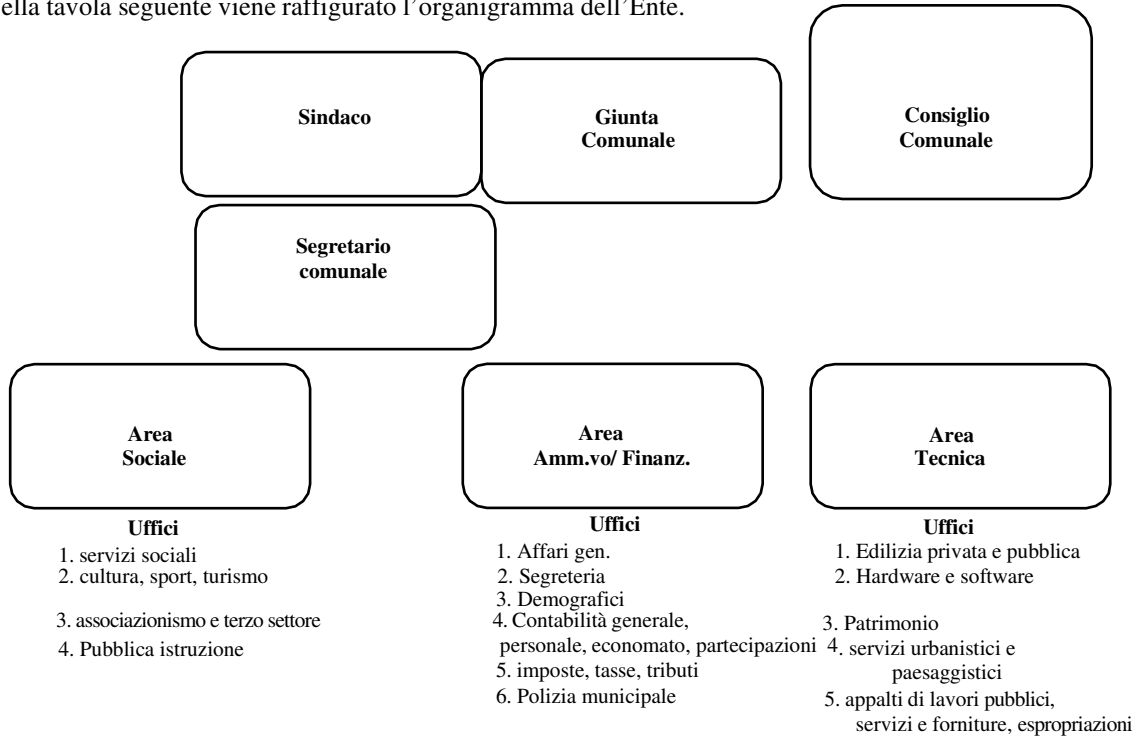 ella tavola seguente viene raffigurato l'organigramma dell'Ente.
Sindaco
Giunta
Comunale
Consiglio
Comunale
Segretario
comunale
Area
Sociale
Uffici
1. servizi sociali
2. cultura, sport, turismo
3. associazionismo e terzo settore
4. Pubblica istruzione
Area
Amm.vo/ Finanz.
Uffici
1. Affari gen.
2. Segreteria
3. Demografici
4. Contabilità generale,
personale, economato, partecipazioni
5. imposte, tasse, tributi
6. Polizia municipale
Area
Tecnica
Uffici
1. Edilizia privata e pubblica
2. Hardware e software
3. Patrimonio
4. servizi urbanistici e
paesaggistici
5. appalti di lavori pubblici,
servizi e forniture, espropriazioni